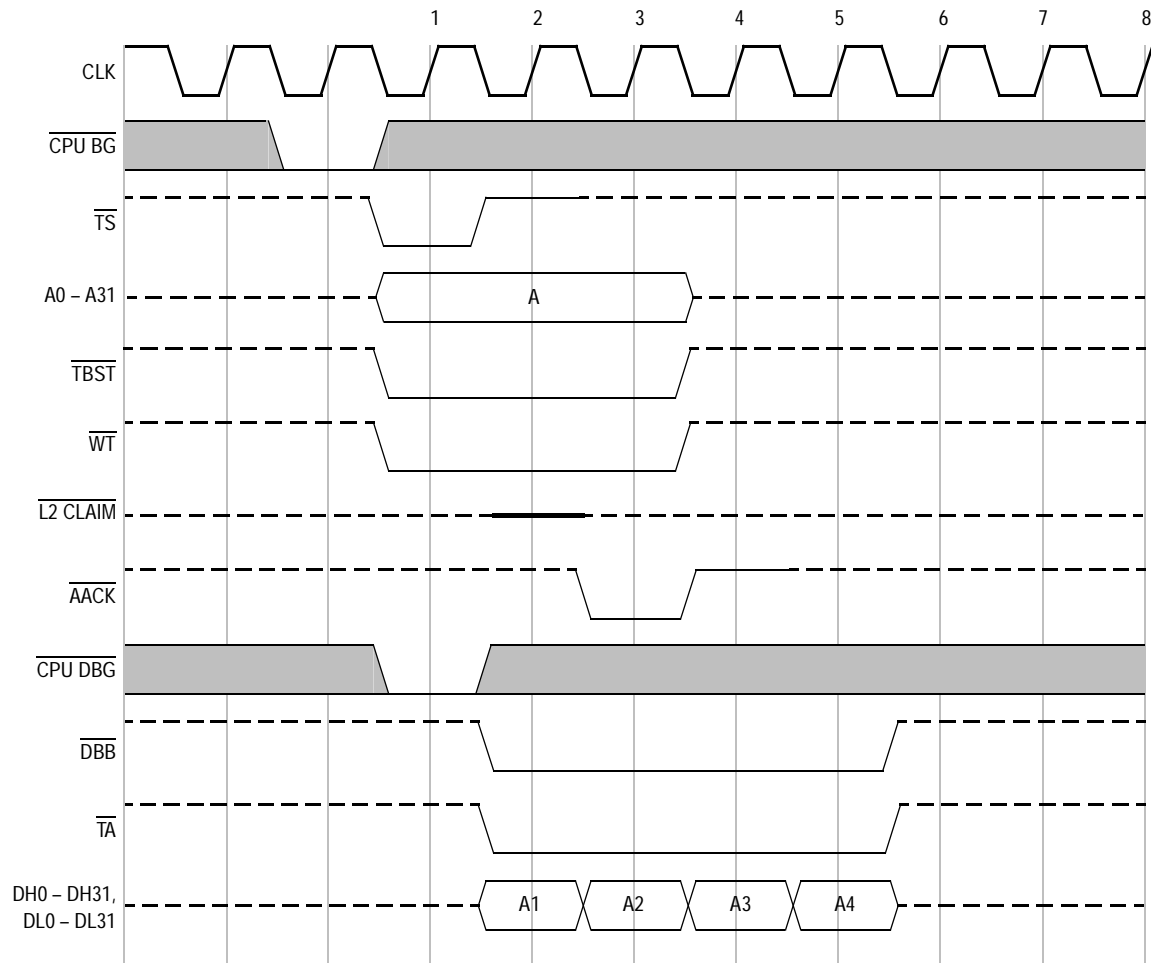 1 2 3 4 5 6 7 8
CLK
CPU BG
TS
A0 – A31
A
TBST
WT
L2 CLAIM
AACK
CPU DBG
DBB
TA
DH0 – DH31,
DL0 – DL31
A1 A2 A3 A4